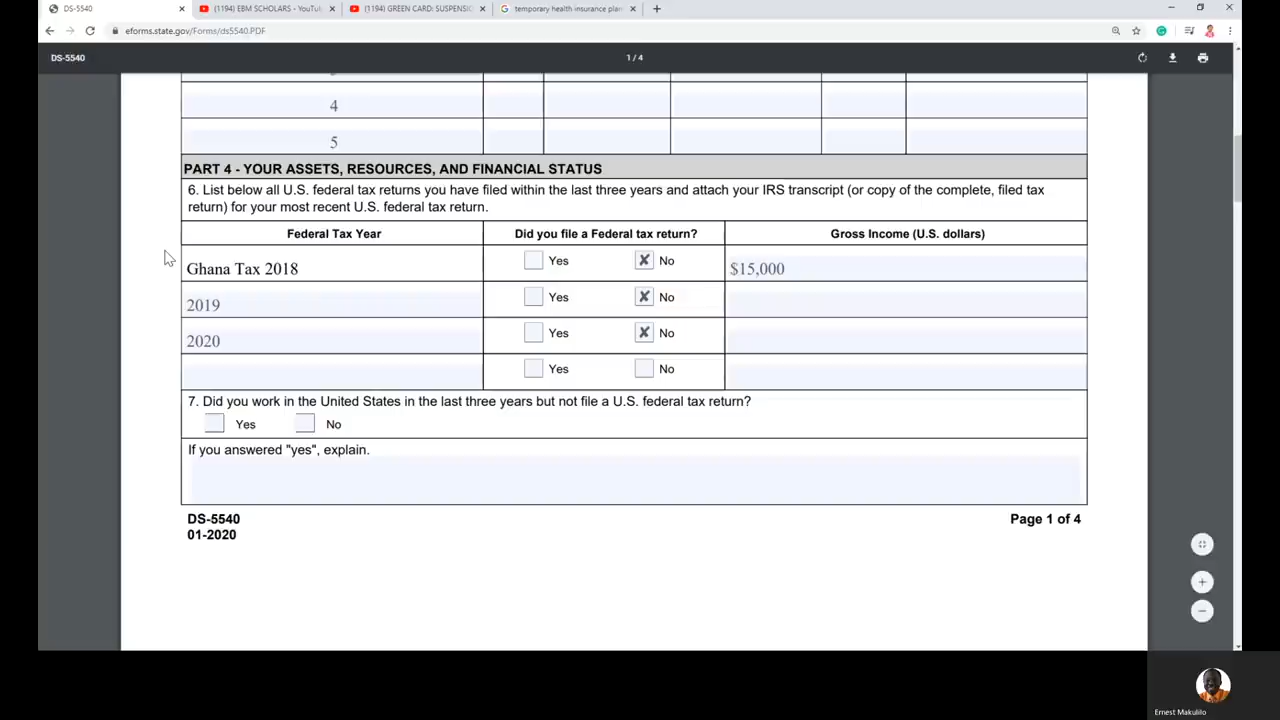 DS-5540
(1194) EBM SCHOLARS - YouTu
(1194) GREEN CARD: SUSPENSI
temporary health insurance plan
eforms.state.gov/Forms/ds5540.PDF
DS-5540
1 / 4
4
5
PART 4 - YOUR ASSETS, RESOURCES, AND FINANCIAL STATUS
6. List below all U.S. federal tax returns you have filed within the last three years and attach your IRS transcript (or copy of the complete, filed tax
return) for your most recent U.S. federal tax return.
Federal Tax Year Did you file a Federal tax return? Gross Income (U.S. dollars)
Ghana Tax 2018 Yes No $15,000
2019 Yes No
2020 Yes No
Yes No
7. Did you work in the United States in the last three years but not file a U.S. federal tax return?
Yes No
If you answered "yes", explain.
DS-5540
01-2020
Page 1 of 4
Ernest Makulilo